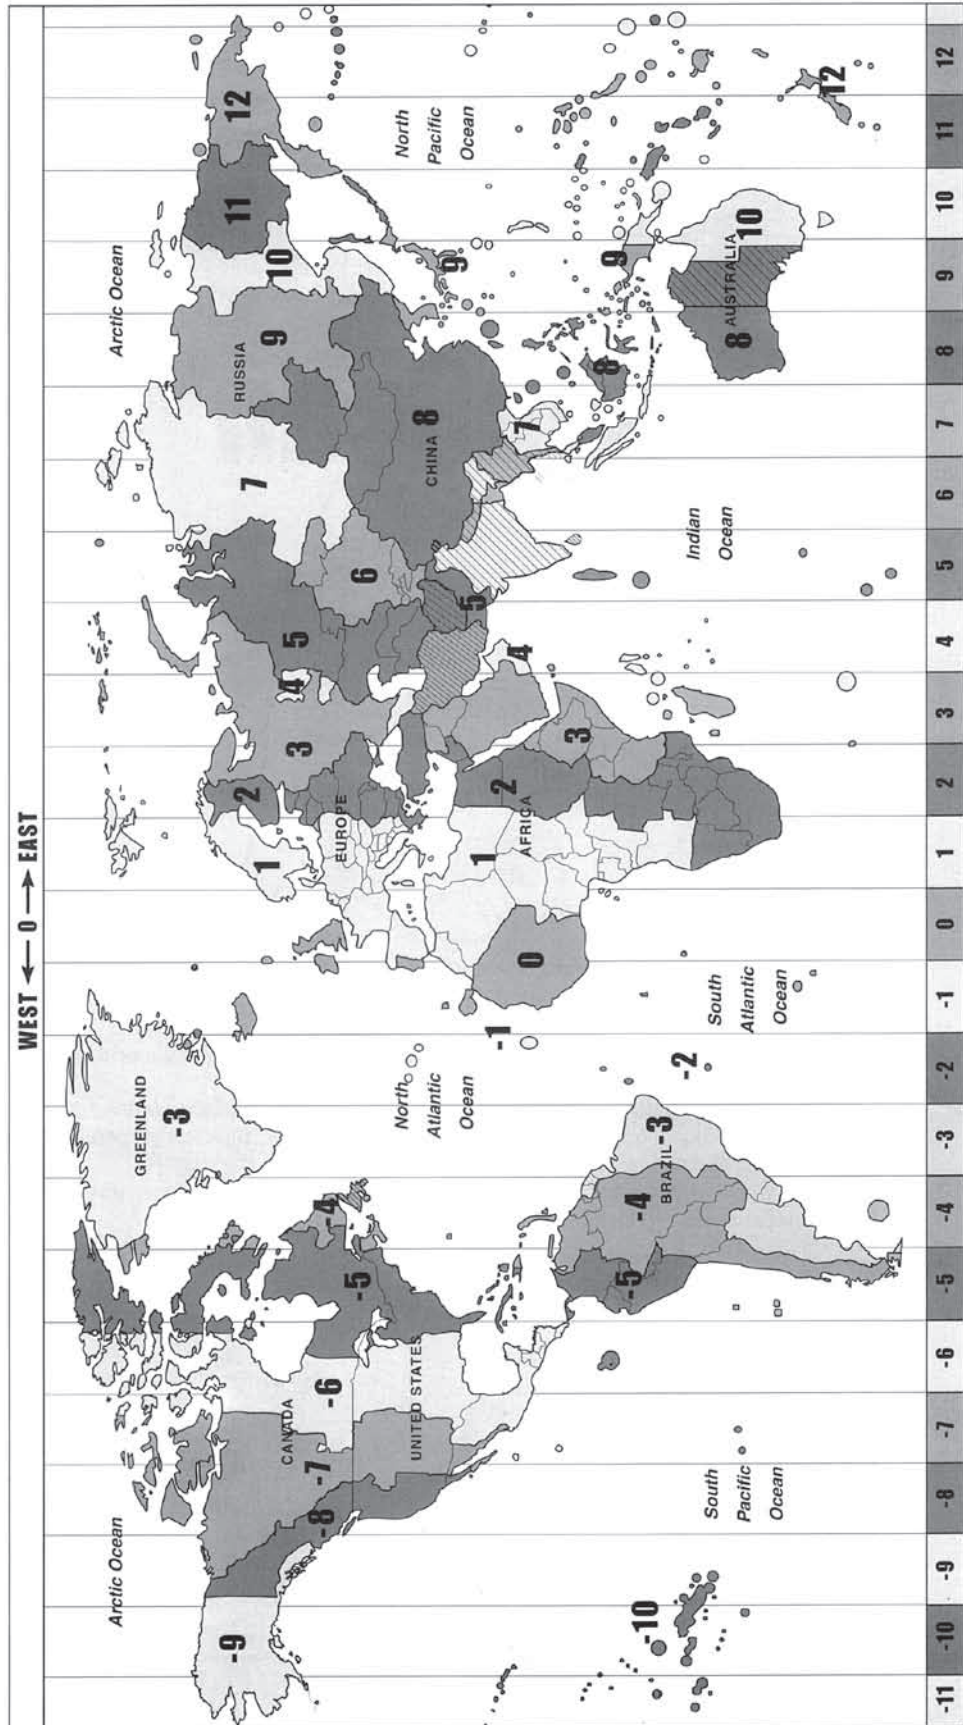 WEST ← 0 → EAST
Arctic Ocean
Arctic Ocean
GREENLAND
-3
-9
-8
-7
CANADA
-6
-5
-4
UNITED STATES
1
2
3
4
5
7
RUSSIA
9
10
11
12
EUROPE
6
CHINA 8
9
North
Atlantic
Ocean
North
Pacific
Ocean
-1
0
1
AFRICA
2
3
4
5
7
8
9
-10
-5
-4
BRAZIL
-3
-2
South
Pacific
Ocean
South
Atlantic
Ocean
Indian
Ocean
8
AUSTRALIA
10
12
-11 -10 -9 -8 -7 -6 -5 -4 -3 -2 -1 0 1 2 3 4 5 6 7 8 9 10 11 12